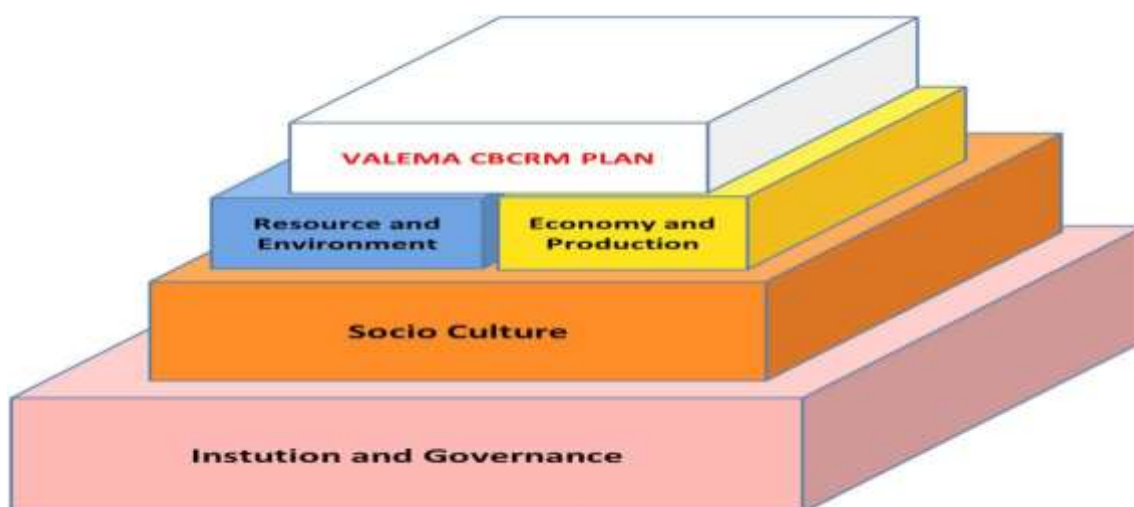 VALEMA CBCRM PLAN
Resource and
Environment
Economy and
Production
Socio Culture
Instution and Governance